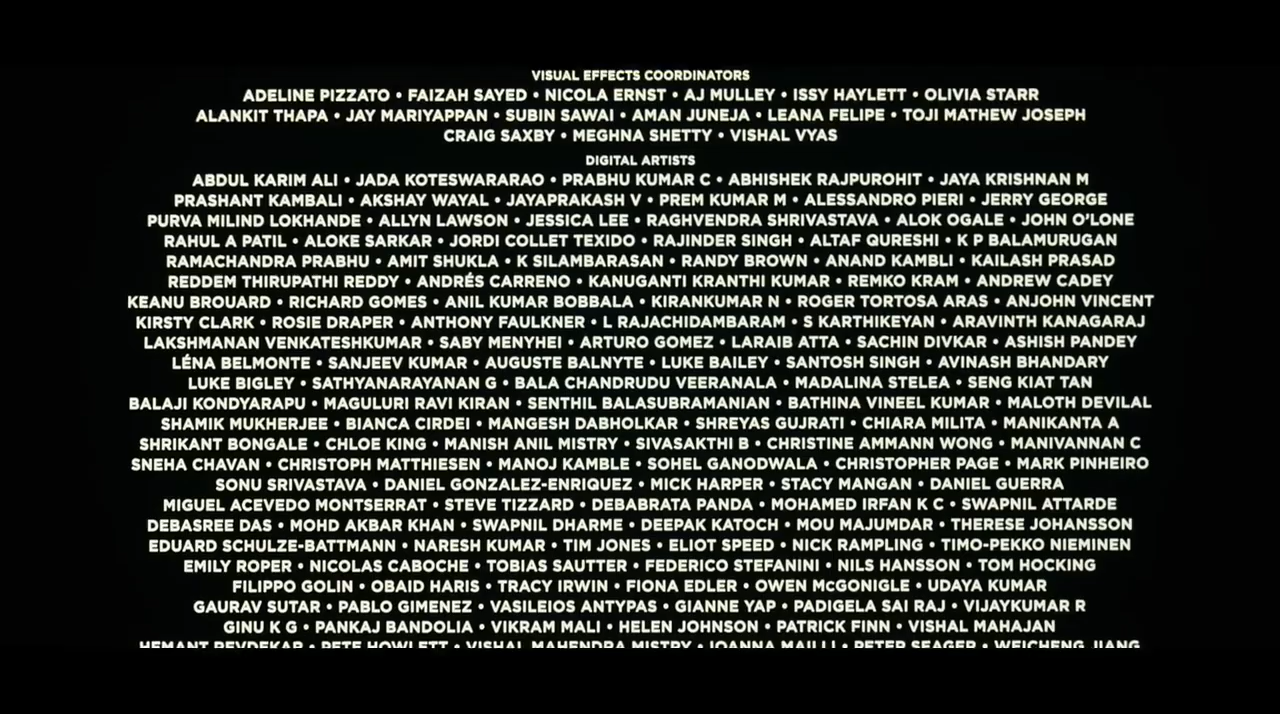 VISUAL EFFECTS COORDINATORS
ADELINE PIZZATO • FAIZAH SAYED • NICOLA ERNST • AJ MULLEY • ISSY HAYLETT • OLIVIA STARR
ALANKIT THAPA • JAY MARIYAPPAN • SUBIN SAWAI • AMAN JUNEJA • LEANA FELIPE • TOJI MATHEW JOSEPH
CRAIG SAXBY • MEGHNA SHETTY • VISHAL VYAS
DIGITAL ARTISTS
ABDUL KARIM ALI • JADA KOTESWARARAO • PRABHU KUMAR C • ABHISHEK RAJPUROHIT • JAYA KRISHNAN M
PRASHANT KAMBALI • AKSHAY WAYAL • JAYAPRAKASH V • PREM KUMAR M • ALESSANDRO PIERI • JERRY GEORGE
PURVA MILIND LOKHANDE • ALLYN LAWSON • JESSICA LEE • RAGHVENDRA SHRIVASTAVA • ALOK OGALE • JOHN O'LONE
RAHUL A PATIL • ALOKE SARKAR • JORDI COLLET TEXIDO • RAJINDER SINGH • ALTAF QURESHI • K P BALAMURUGAN
RAMACHANDRA PRABHU • AMIT SHUKLA • K SILAMBARASAN • RANDY BROWN • ANAND KAMBLI • KAILASH PRASAD
REDDEM THIRUPATHI REDDY • ANDRÉS CARRENO • KANUGANTI KRANTHI KUMAR • REMKO KRAM • ANDREW CADEY
KEANU BROUARD • RICHARD GOMES • ANIL KUMAR BOBBALA • KIRANKUMAR N • ROGER TORTOSA ARAS • ANJOHN VINCENT
KIRSTY CLARK • ROSIE DRAPER • ANTHONY FAULKNER • L RAJACHIDAMBARAM • S KARTHIKEYAN • ARAVINTH KANAGARAJ
LAKSHMANAN VENKATESHKUMAR • SABY MENYHEI • ARTURO GOMEZ • LARAIB ATTA • SACHIN DIVKAR • ASHISH PANDEY
LÉNA BELMONTE • SANJEEV KUMAR • AUGUSTE BALNYTE • LUKE BAILEY • SANTOSH SINGH • AVINASH BHANDARY
LUKE BIGLEY • SATHYANARAYANAN G • BALA CHANDRUDU VEERANALA • MADALINA STELEA • SENG KIAT TAN
BALAJI KONDYARAPU • MAGULURI RAVI KIRAN • SENTHIL BALASUBRAMANIAN • BATHINA VINEEL KUMAR • MALOTH DEVILAL
SHAMIK MUKHERJEE • BIANCA CIRDEI • MANGESH DABHOLKAR • SHREYAS GUJRATI • CHIARA MILITA • MANIKANTA A
SHRIKANT BONGALE • CHLOE KING • MANISH ANIL MISTRY • SIVASAKTHI B • CHRISTINE AMMANN WONG • MANIVANNAN C
SNEHA CHAVAN • CHRISTOPH MATTHIESEN • MANOJ KAMBLE • SOHEL GANODWALA • CHRISTOPHER PAGE • MARK PINHEIRO
SONU SRIVASTAVA • DANIEL GONZALEZ-ENRIQUEZ • MICK HARPER • STACY MANGAN • DANIEL GUERRA
MIGUEL ACEVEDO MONTSERRAT • STEVE TIZZARD • DEBABRATA PANDA • MOHAMED IRFAN K C • SWAPNIL ATTARDE
DEBASREE DAS • MOHD AKBAR KHAN • SWAPNIL DHARME • DEEPAK KATOCH • MOU MAJUMDAR • THERESE JOHANSSON
EDUARD SCHULZE-BATTMANN • NARESH KUMAR • TIM JONES • ELIOT SPEED • NICK RAMPLING • TIMO-PEKKO NIEMINEN
EMILY ROPER • NICOLAS CABOCHE • TOBIAS SAUTTER • FEDERICO STEFANINI • NILS HANSSON • TOM HOCKING
FILIPPO GOLIN • OBAID HARIS • TRACY IRWIN • FIONA EDLER • OWEN McGONIGLE • UDAYA KUMAR
GAURAV SUTAR • PABLO GIMENEZ • VASILEIOS ANTYPAS • GIANNE YAP • PADIGELA SAI RAJ • VIJAYKUMAR R
GINU K G • PANKAJ BANDOLIA • VIKRAM MALI • HELEN JOHNSON • PATRICK FINN • VISHAL MAHAJAN
HEMANT REVDEKAR • PETE HOWLETT • VISHAL MAHENDRA MISTRY • JOANNA MAILLI • PETER SEAGER • WEICHENG JIANG